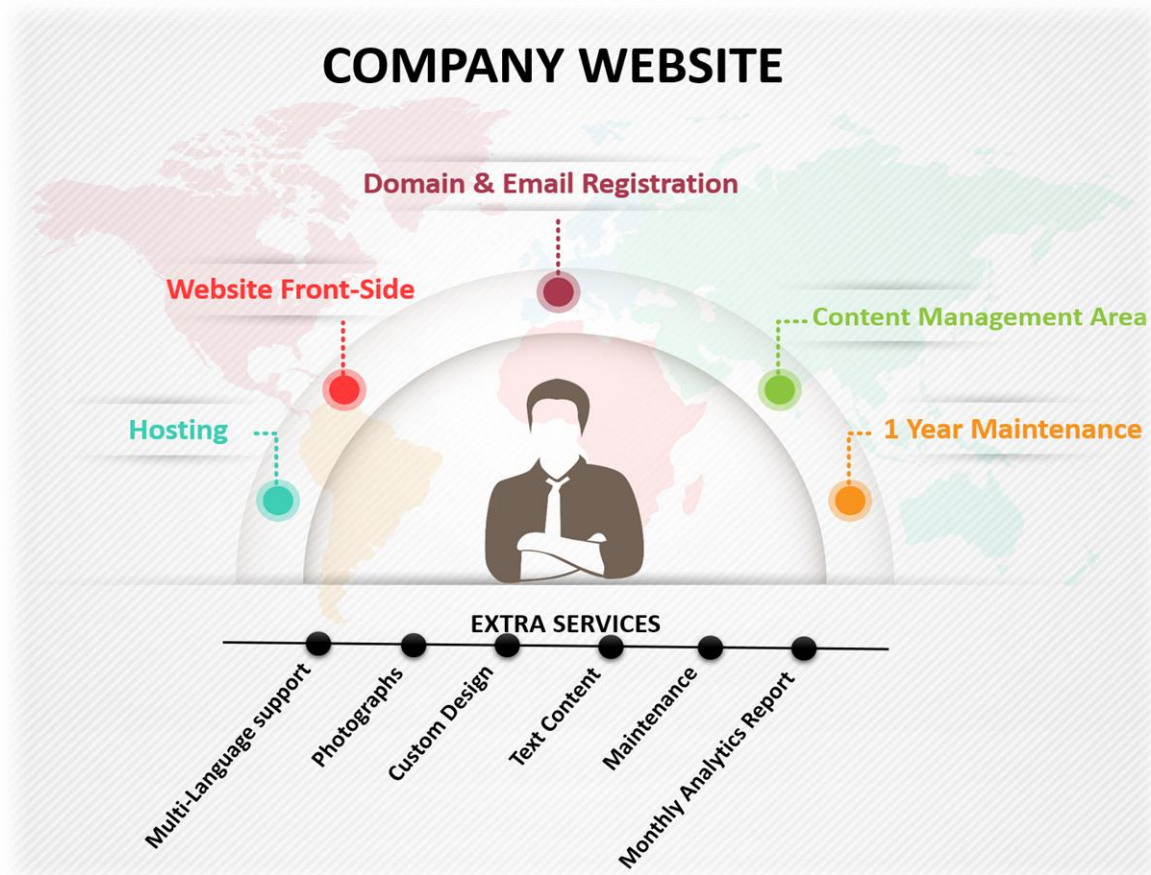 COMPANY WEBSITE
Domain & Email Registration
Website Front-Side
Content Management Area
Hosting
1 Year Maintenance
EXTRA SERVICES
Multi-Language support
Photographs
Custom Design
Text Content
Maintenance
Monthly Analytics Report